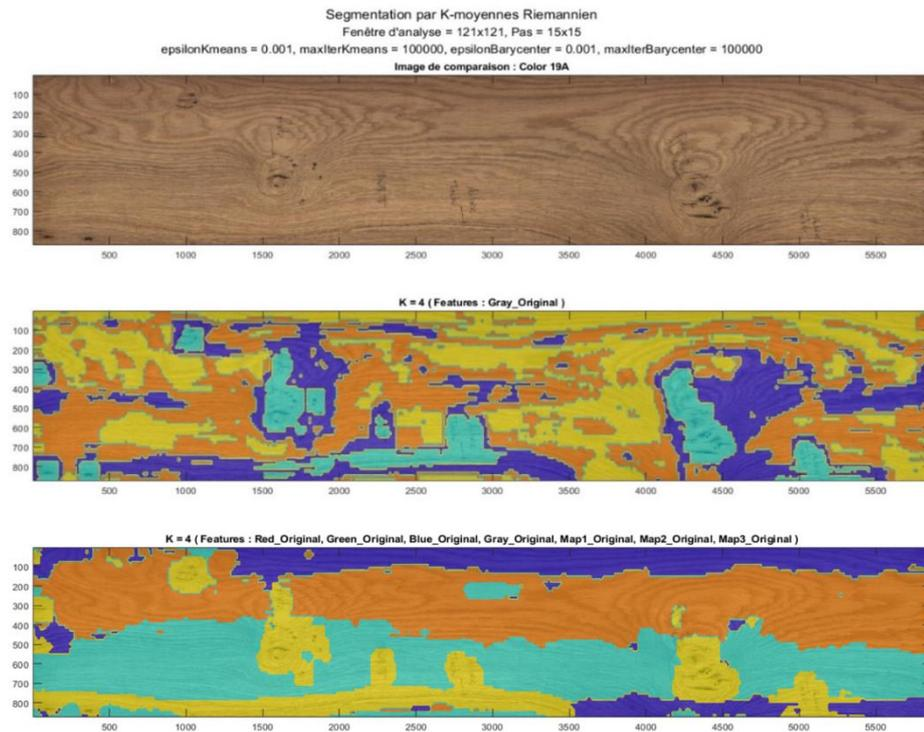 Segmentation par K-moyennes Riemannien
Fenêtre d'analyse = 121x121, Pas = 15x15
epsilonKmeans = 0.001, maxIterKmeans = 100000, epsilonBarycenter = 0.001, maxIterBarycenter = 100000
Image de comparaison : Color 19A
100
200
300
400
500
600
700
800
500 1000 1500 2000 2500 3000 3500 4000 4500 5000 5500
K = 4 ( Features : Gray_Original )
100
200
300
400
500
600
700
800
500 1000 1500 2000 2500 3000 3500 4000 4500 5000 5500
K = 4 ( Features : Red_Original, Green_Original, Blue_Original, Gray_Original, Map1_Original, Map2_Original, Map3_Original )
100
200
300
400
500
600
700
800
500 1000 1500 2000 2500 3000 3500 4000 4500 5000 5500